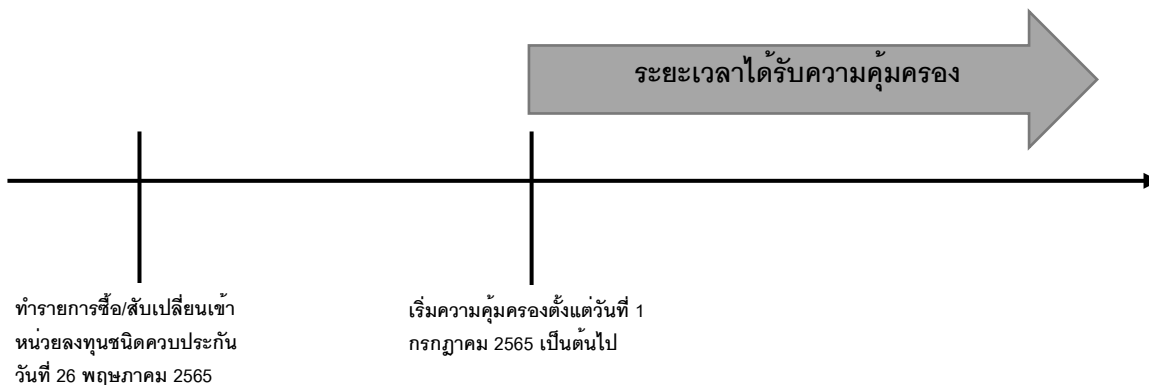 ระยะเวลาได้รับความคุ้มครอง
ทำรายการซื้อ/สับเปลี่ยนเข้า
หน่วยลงทุนชนิดควบประกัน
วันที่ 26 พฤษภาคม 2565
เริ่มความคุ้มครองตั้งแต่วันที่ 1
กรกฎาคม 2565 เป็นต้นไป